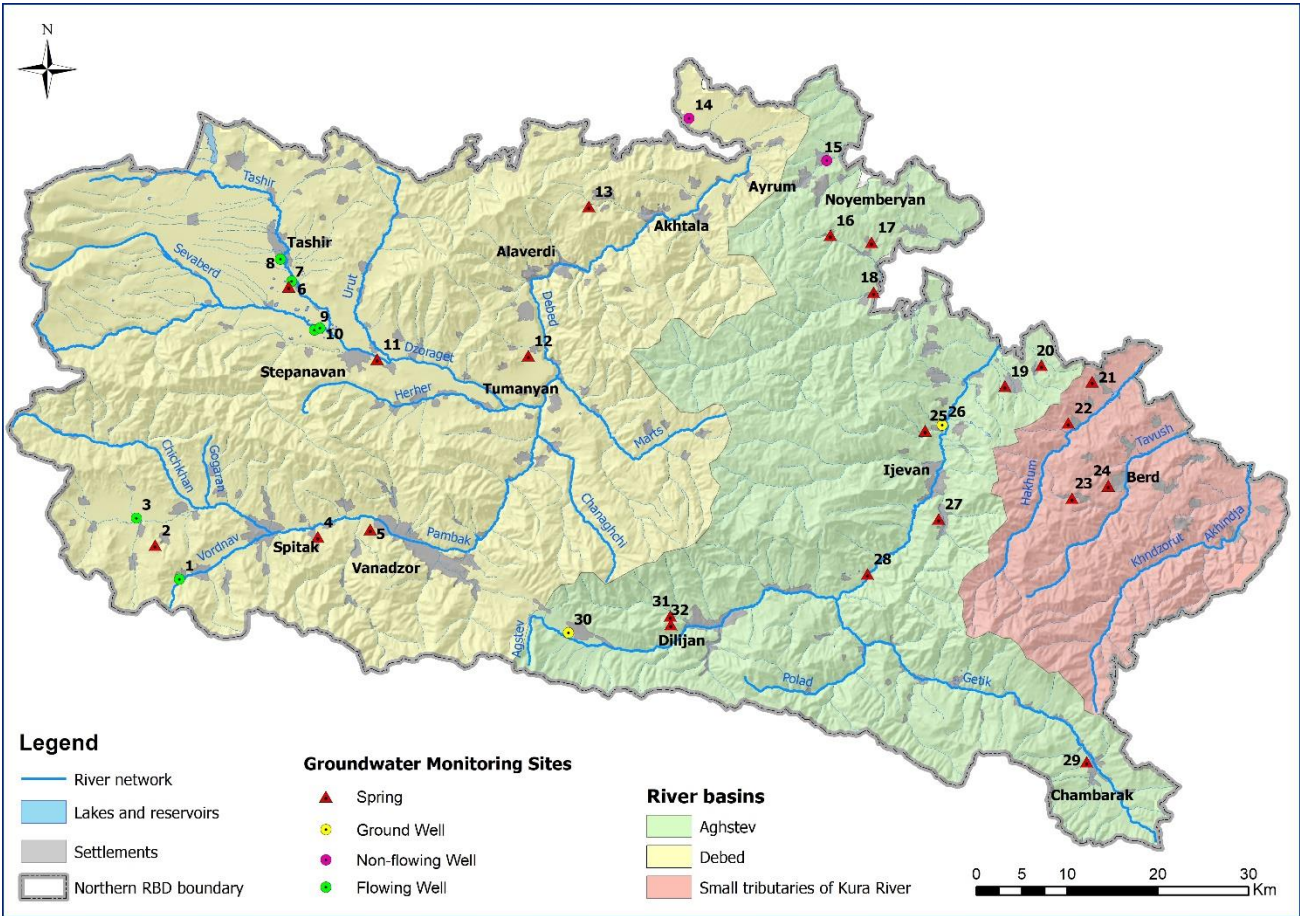 N
14
15
Tashir
Ayrum
Noyemberyan
13
Akhtala
16
17
Tashir
8
7
6
Sevaberd
Urut
Alaverdi
18
Debed
9
10
11
Dzoraget
12
Stepanavan
Herher
Tumanyan
20
19
21
22
Marts
25
26
Ijevan
Hakhum
Tavush
24
Berd
23
Chichkhan
Gogaran
Chanaghchi
3
2
4
5
Pambak
27
Khndzorut
Akhindja
Vordnav
Spitak
Vanadzor
1
28
31
32
30
Dilijan
Agstev
Polad
Getik
29
Chambarak
Legend
River network
Lakes and reservoirs
Settlements
Northern RBD boundary
Groundwater Monitoring Sites
Spring
Ground Well
Non-flowing Well
Flowing Well
River basins
Aghstev
Debed
Small tributaries of Kura River
0 5 10 20 30
Km